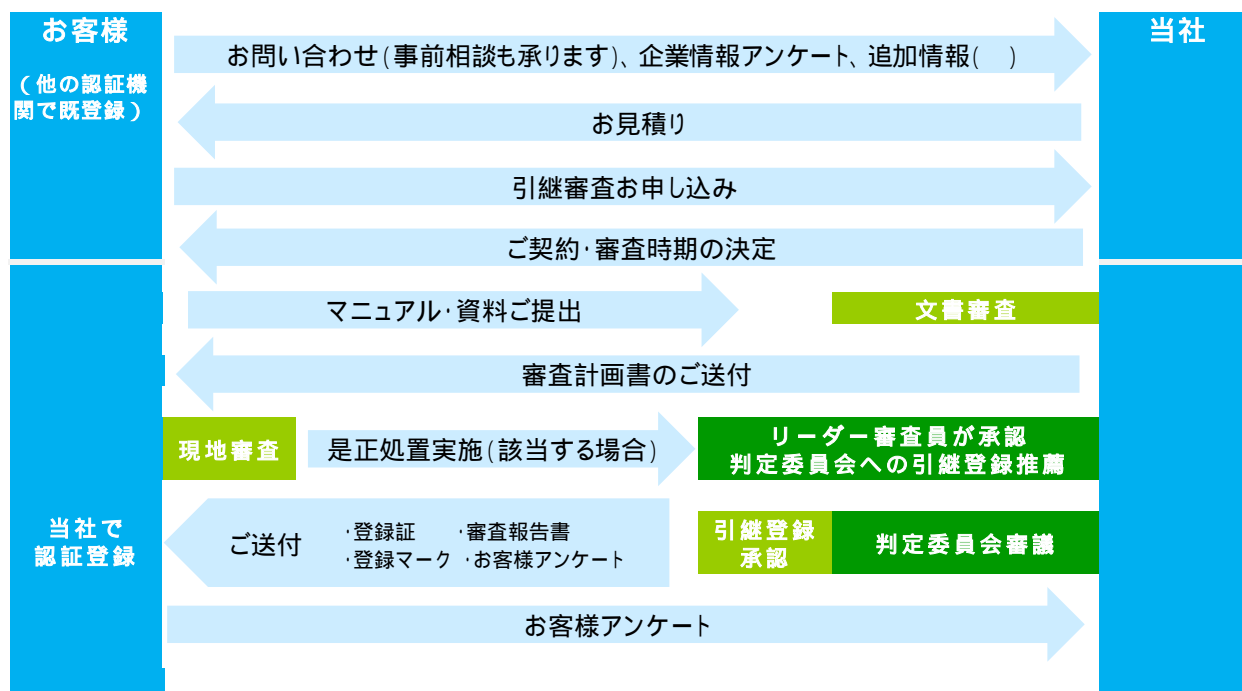 お客様
(他の認証機
関で既登録)
当社
お問い合わせ(事前相談も承ります)、企業情報アンケート、追加情報(　)
お見積り
引継審査お申し込み
ご契約・審査時期の決定
マニュアル・資料ご提出
文書審査
審査計画書のご送付
現地審査
是正処置実施(該当する場合)
リーダー審査員が承認
判定委員会への引継登録推薦
当社で
認証登録
ご送付
・登録証　・審査報告書
・登録マーク　・お客様アンケート
引継登録
承認
判定委員会審議
お客様アンケート